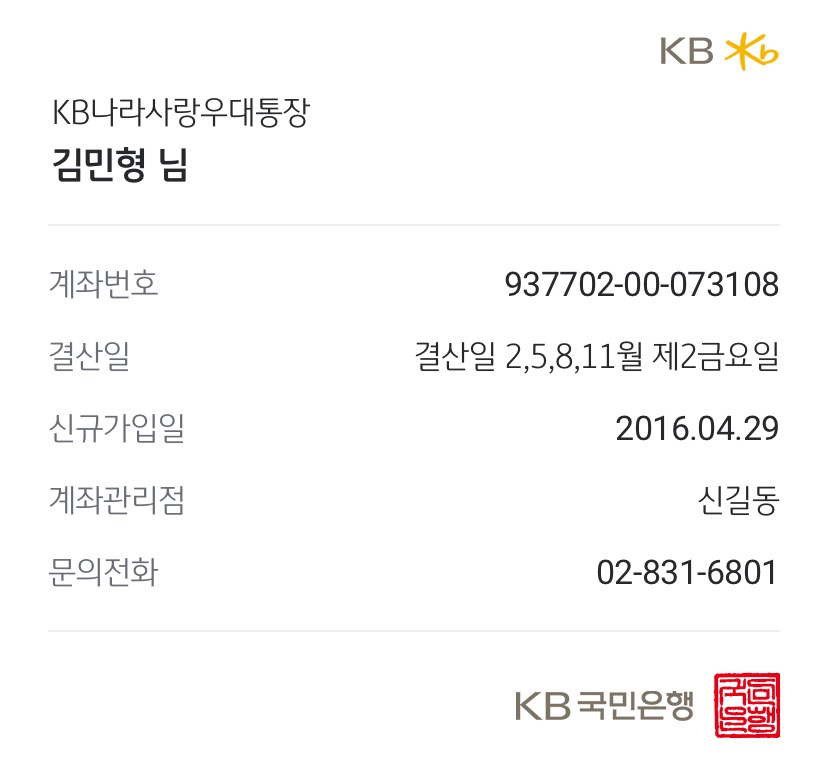 KB
KB나라사랑우대통장
김민형 님
계좌번호 937702-00-073108
결산일 결산일 2,5,8,11월 제2금요일
신규가입일 2016.04.29
계좌관리점 신길동
문의전화 02-831-6801
KB국민은행
국민은행